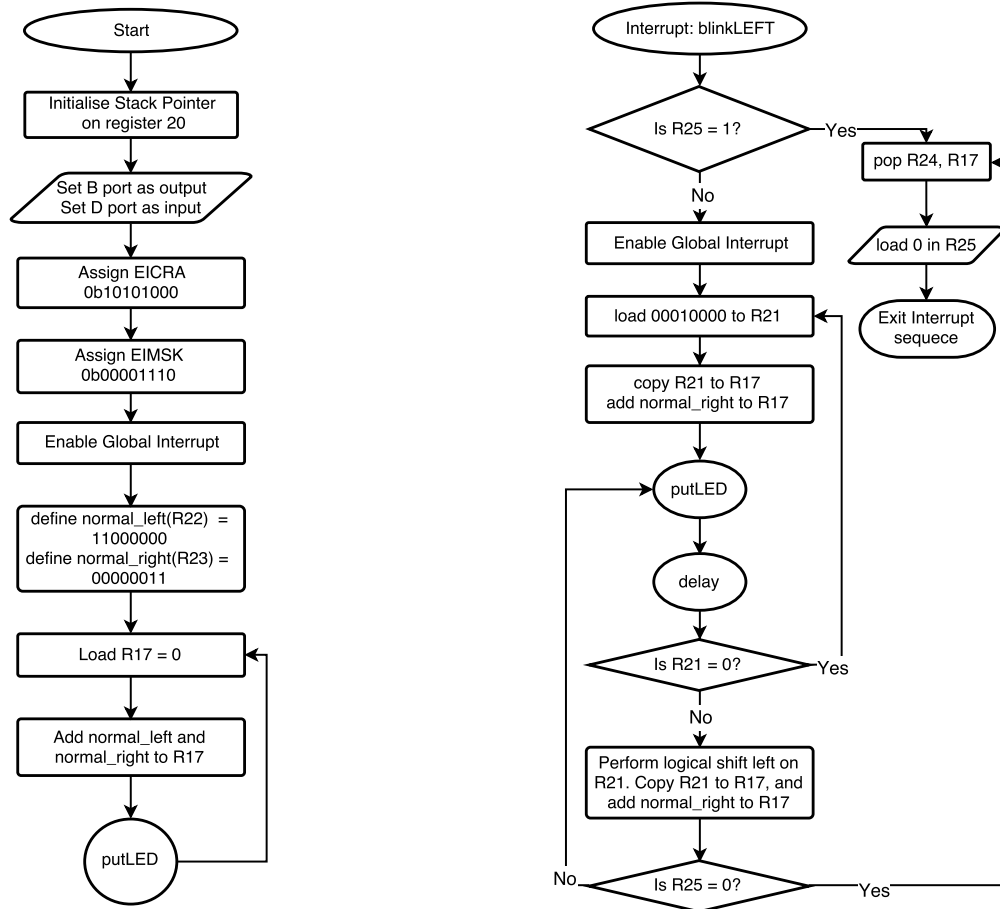 Start
Initialise Stack Pointer
on register 20
Set B port as output
Set D port as input
Assign EICRA
0b10101000
Assign EIMSK
0b00001110
Enable Global Interrupt
define normal_left(R22) =
11000000
define normal_right(R23) =
00000011
Load R17 = 0
Add normal_left and
normal_right to R17
putLED
Interrupt: blinkLEFT
Is R25 = 1?
Yes
No
pop R24, R17
load 0 in R25
Exit Interrupt
sequece
Enable Global Interrupt
load 00010000 to R21
copy R21 to R17
add normal_right to R17
putLED
delay
Is R21 = 0?
Yes
No
Perform logical shift left on
R21. Copy R21 to R17, and
add normal_right to R17
Is R25 = 0?
No
Yes